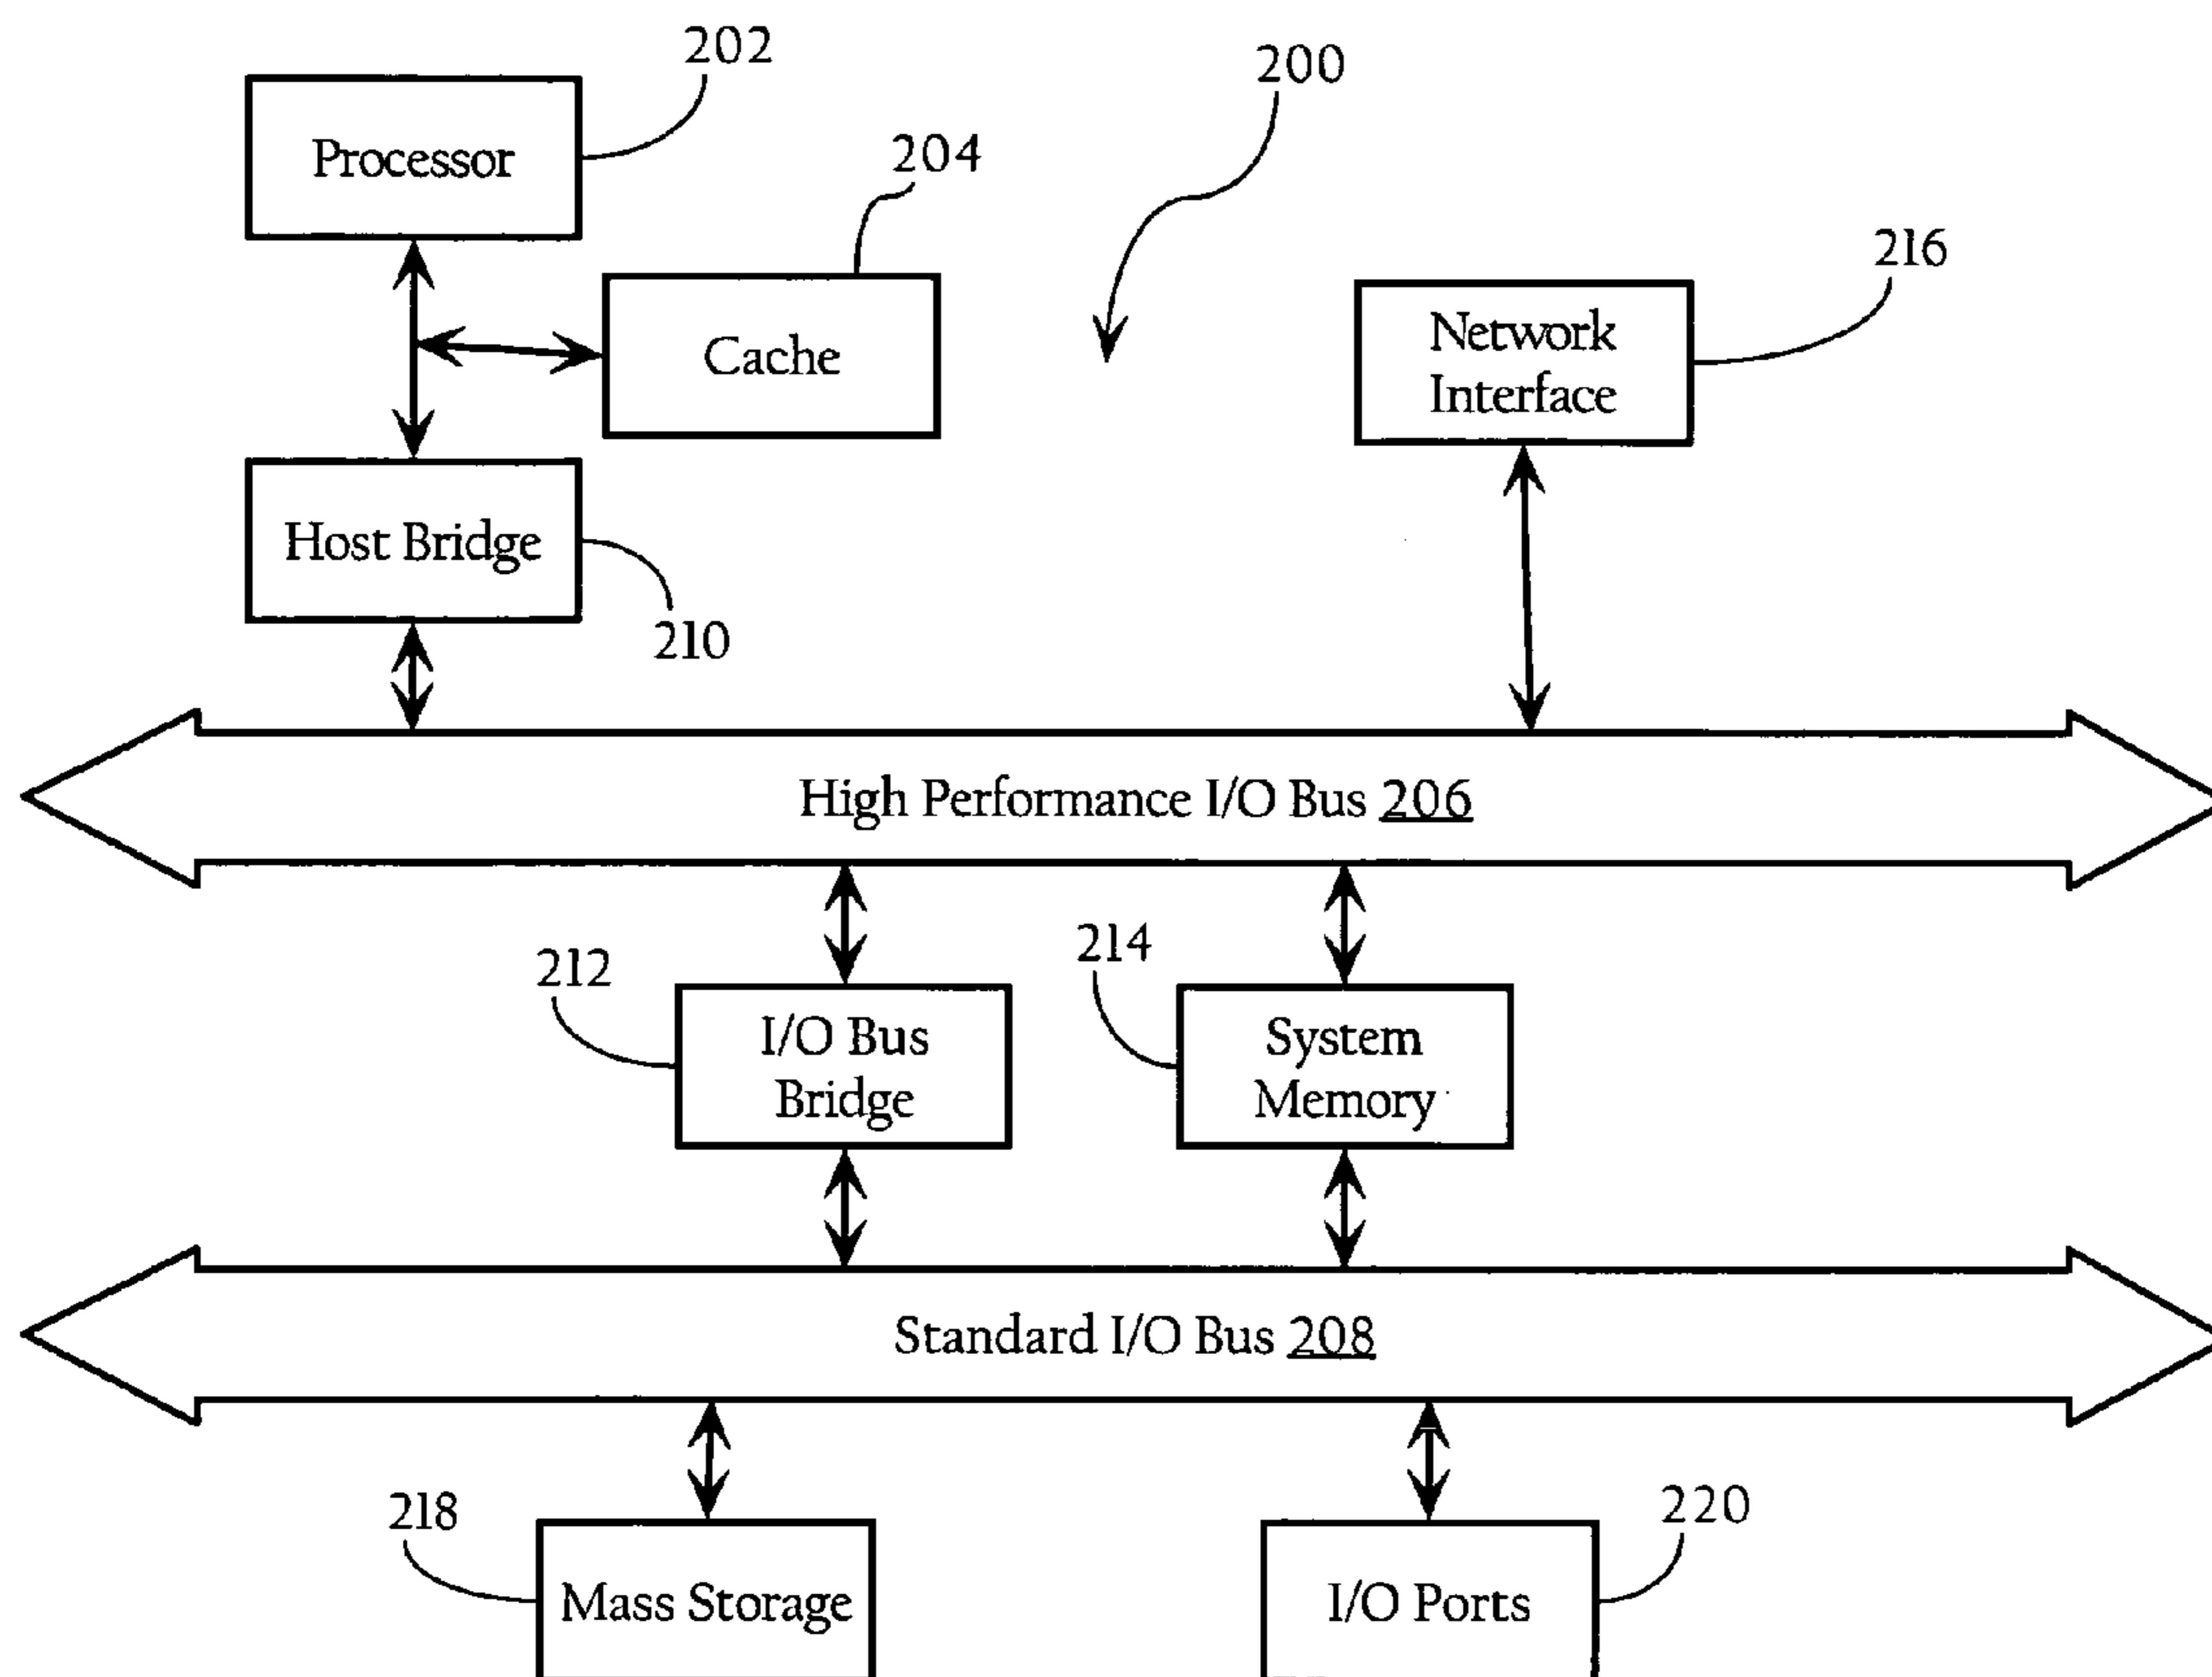 202
200
Processor
204
216
Cache
Network
Interface
Host Bridge
210
High Performance I/O Bus 206
212
214
I/O Bus
Bridge
System
Memory
Standard I/O Bus 208
218
220
Mass Storage
I/O Ports